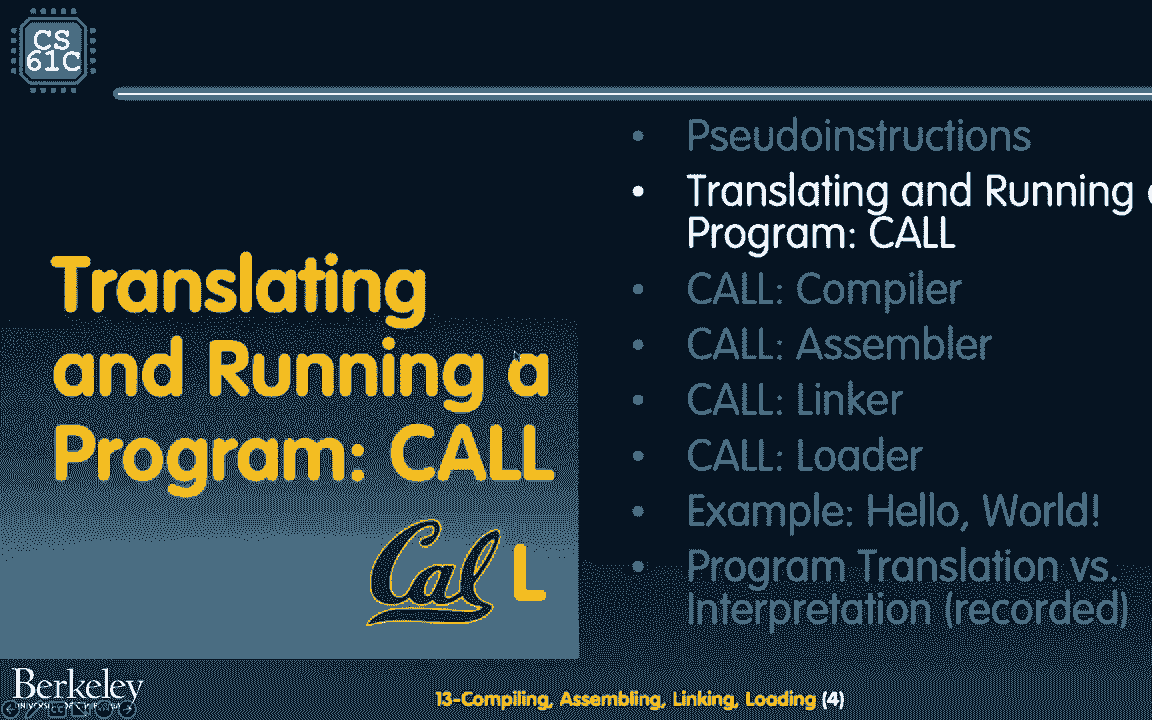 CS
61C
Translating
and Running a
Program: CALL
Cal L
• Pseudoinstructions
• Translating and Running
Program: CALL
• CALL: Compiler
• CALL: Assembler
• CALL: Linker
• CALL: Loader
• Example: Hello, World!
• Program Translation vs.
Interpretation (recorded)
Berkeley
13-Compiling, Assembling, Linking, Loading (4)